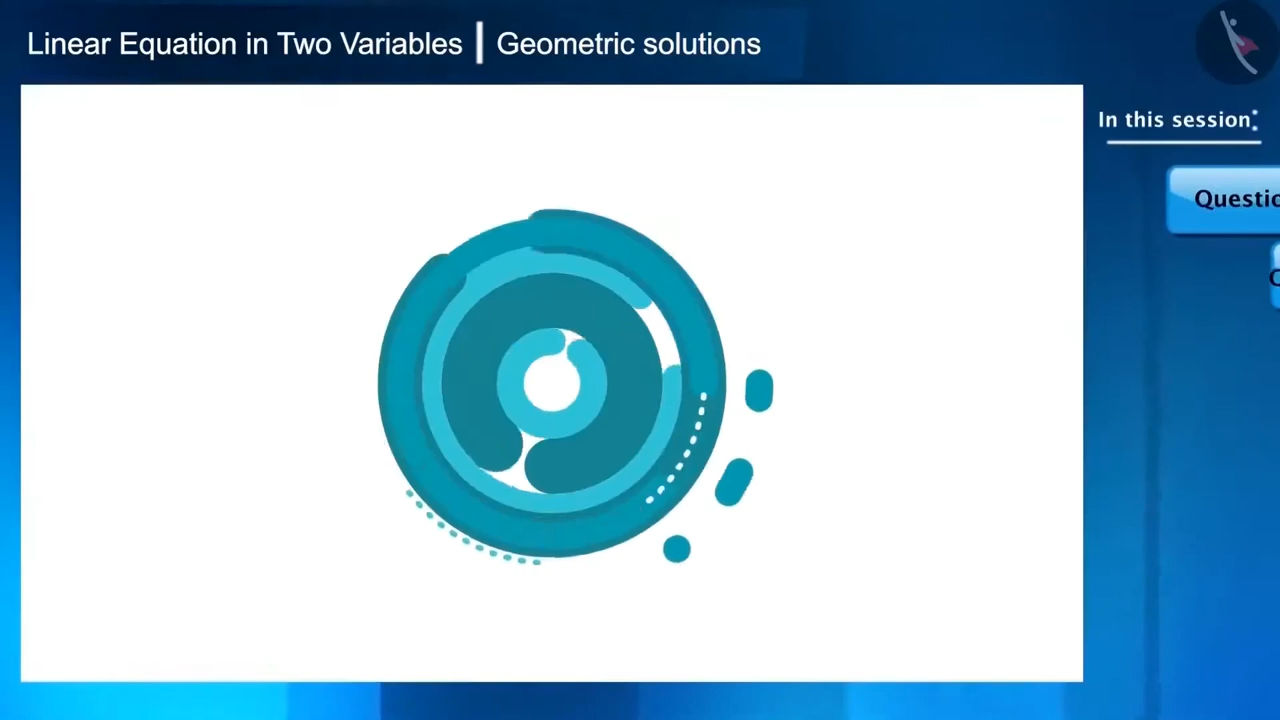 Linear Equation in Two Variables | Geometric solutions
In this session: